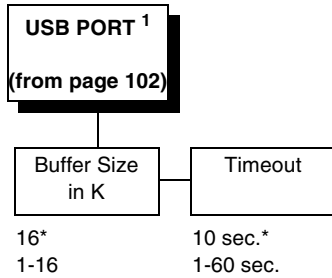 USB PORT 1
(from page 102)
Buffer Size
in K
Timeout
16*
1-16
10 sec.*
1-60 sec.